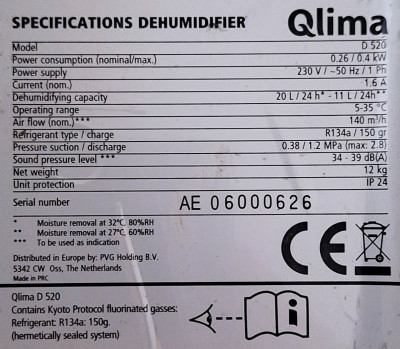 SPECIFICATIONS DEHUMIDIFIER Qlima
Model D 520
Power consumption (nominal/max.) 0.26 / 0.4 kW
Power supply 230 V / ~50 Hz / 1 Ph
Current (nom.) 1.6 A
Dehumidifying capacity 20 L / 24 h* - 11 L / 24h**
Operating range 5-35 °C
Air flow (nom.)*** 140 m³/h
Refrigerant type / charge R134a / 150 gr
Pressure suction / discharge 0.38 / 1.2 MPa (max: 2.8)
Sound pressure level *** 34 - 39 dB(A)
Net weight 12 kg
Unit protection IP 24
Serial number AE 06000626
* Moisture removal at 32°C, 80%RH
** Moisture removal at 27°C, 60%RH
*** To be used as indication
Distributed in Europe by: PVG Holding B.V.
5342 CW Oss, The Netherlands
Made in PRC
CE
Qlima D 520
Contains Kyoto Protocol fluorinated gasses:
Refrigerant: R134a: 150g.
(hermetically sealed system)